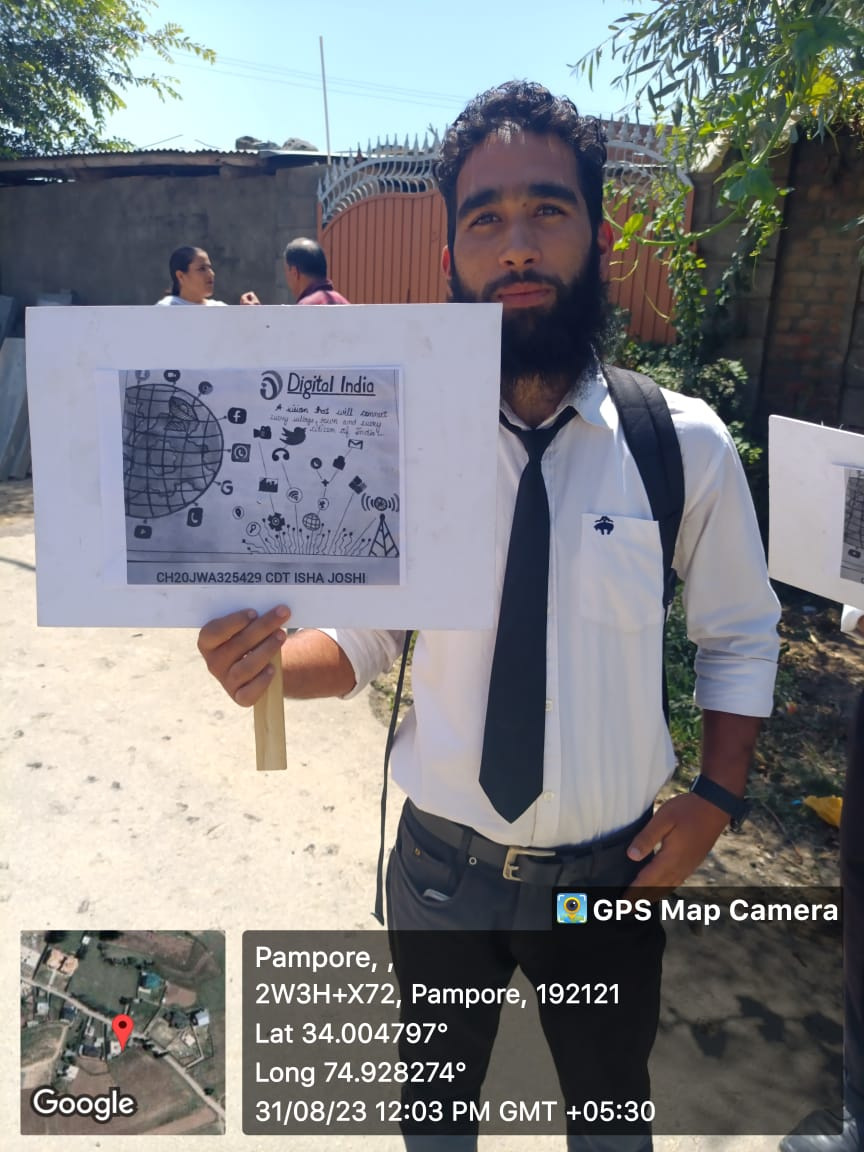 Digital India
A vision that will connect
every village, town and every
citizen of India'.
G
CH20JWA325429 CDT ISHA JOSHI
GPS Map Camera
Pampore, ,
2W3H+X72, Pampore, 192121
Lat 34.004797°
Long 74.928274°
31/08/23 12:03 PM GMT +05:30
Google